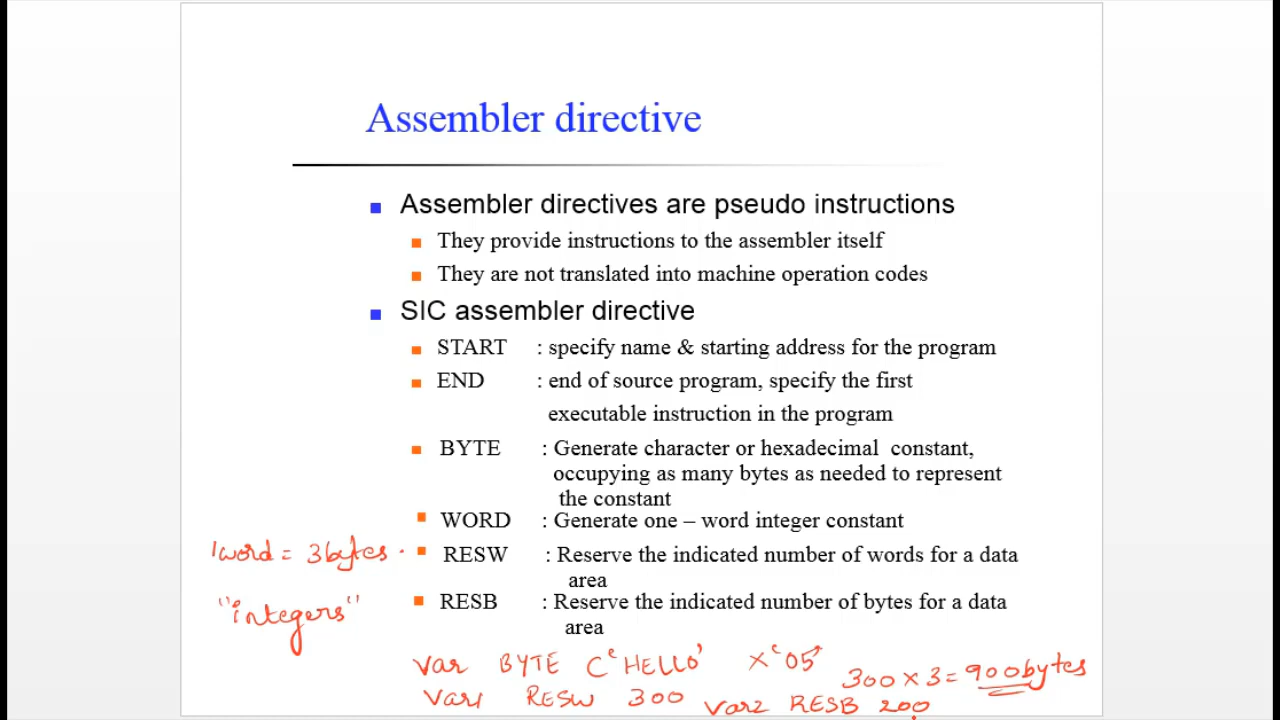 Assembler directive
Assembler directives are pseudo instructions
They provide instructions to the assembler itself
They are not translated into machine operation codes
SIC assembler directive
START : specify name & starting address for the program
END : end of source program, specify the first
executable instruction in the program
BYTE : Generate character or hexadecimal constant,
occupying as many bytes as needed to represent
the constant
WORD : Generate one – word integer constant
1word = 3bytes .
RESW : Reserve the indicated number of words for a data
area
"integers"
RESB : Reserve the indicated number of bytes for a data
area
var BYTE C‘HELLO’ X‘05’
300 × 3 = 900bytes
var1 RESW 300
var2 RESB 200